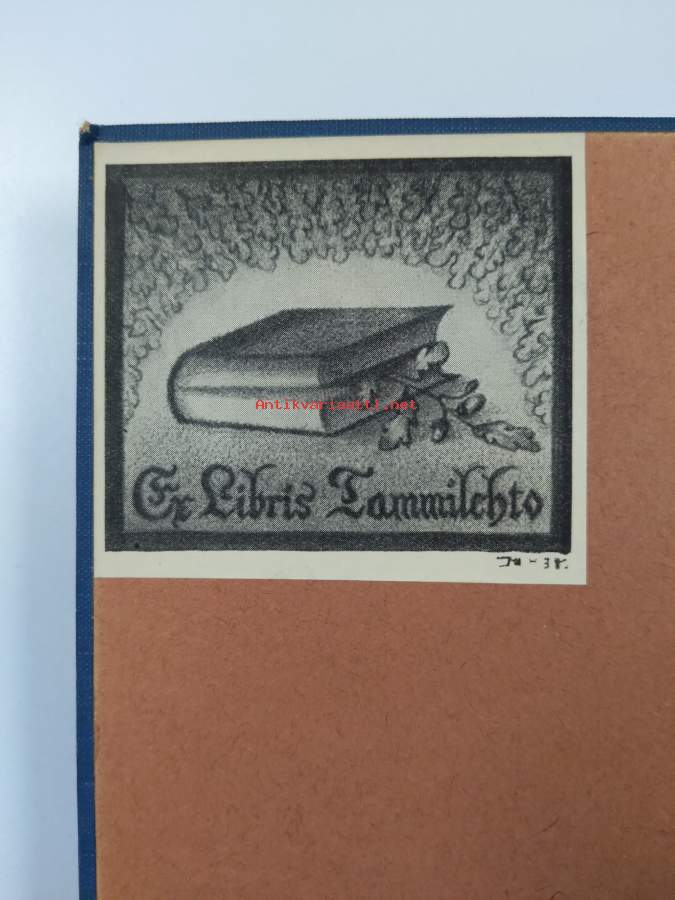 Antikvariaatti.net
Ex Libris Tammilehto